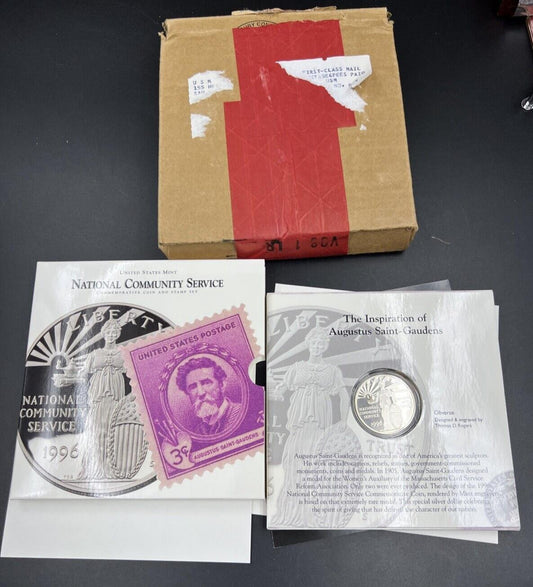 FIRST-CLASS MAIL
U S M
UNITED STATES MINT
NATIONAL COMMUNITY SERVICE
COMMEMORATIVE COIN AND STAMP SET
LIBERTY
NATIONAL
COMMUNITY
SERVICE
1996
UNITED STATES POSTAGE
3¢
AUGUSTUS SAINT-GAUDENS
The Inspiration of
Augustus Saint-Gaudens
LIBERTY
NATIONAL
COMMUNITY
SERVICE
1996
Obverse
Designed & engraved by
Thomas D. Rogers
TRUST
Augustus Saint-Gaudens is recognized as one of America's greatest sculptors.
His work includes cameos, reliefs, statues, government-commissioned
monuments, coins and medals. In 1905, Augustus Saint-Gaudens designed
a medal for the Women's Auxiliary of the Massachusetts Civil Service
Reform Association. Only two were ever produced. The design of the 1996
National Community Service Commemorative Coin, rendered by Mint engravers,
is based on that extremely rare medal. This special silver dollar celebrates
the spirit of giving that has defined the character of our nation.